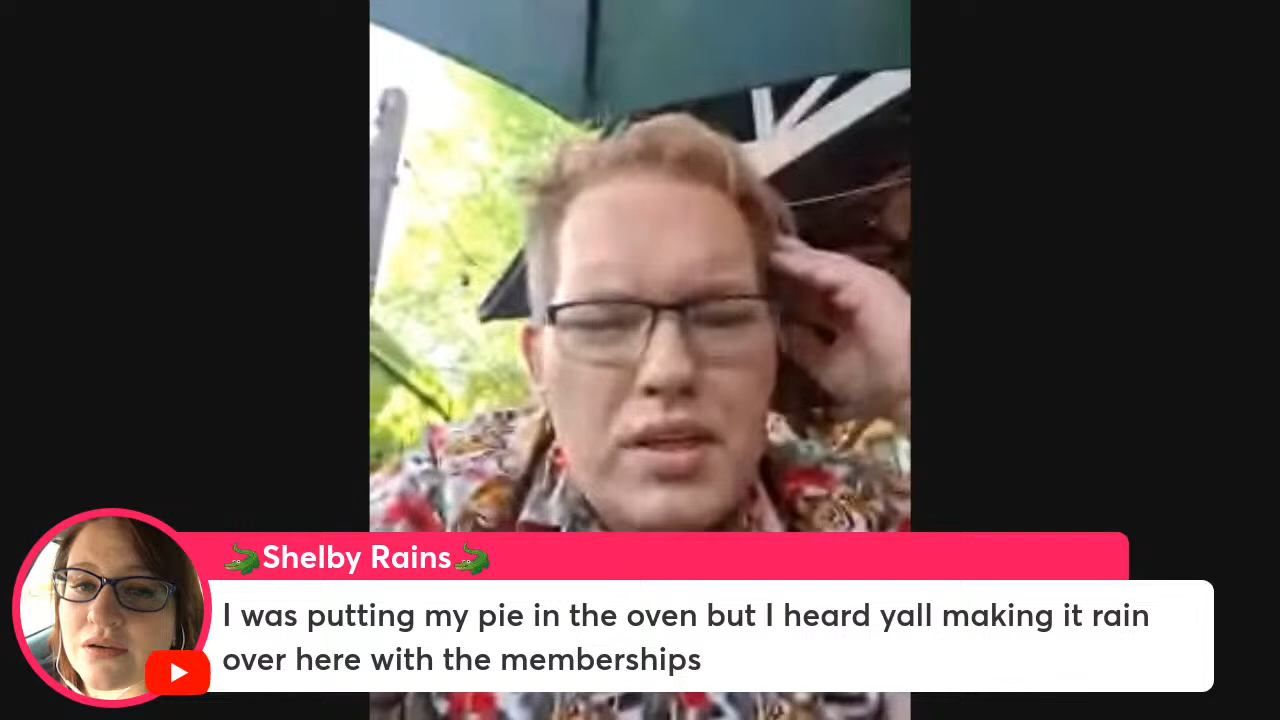 🐊Shelby Rains🐊
I was putting my pie in the oven but I heard yall making it rain
over here with the memberships